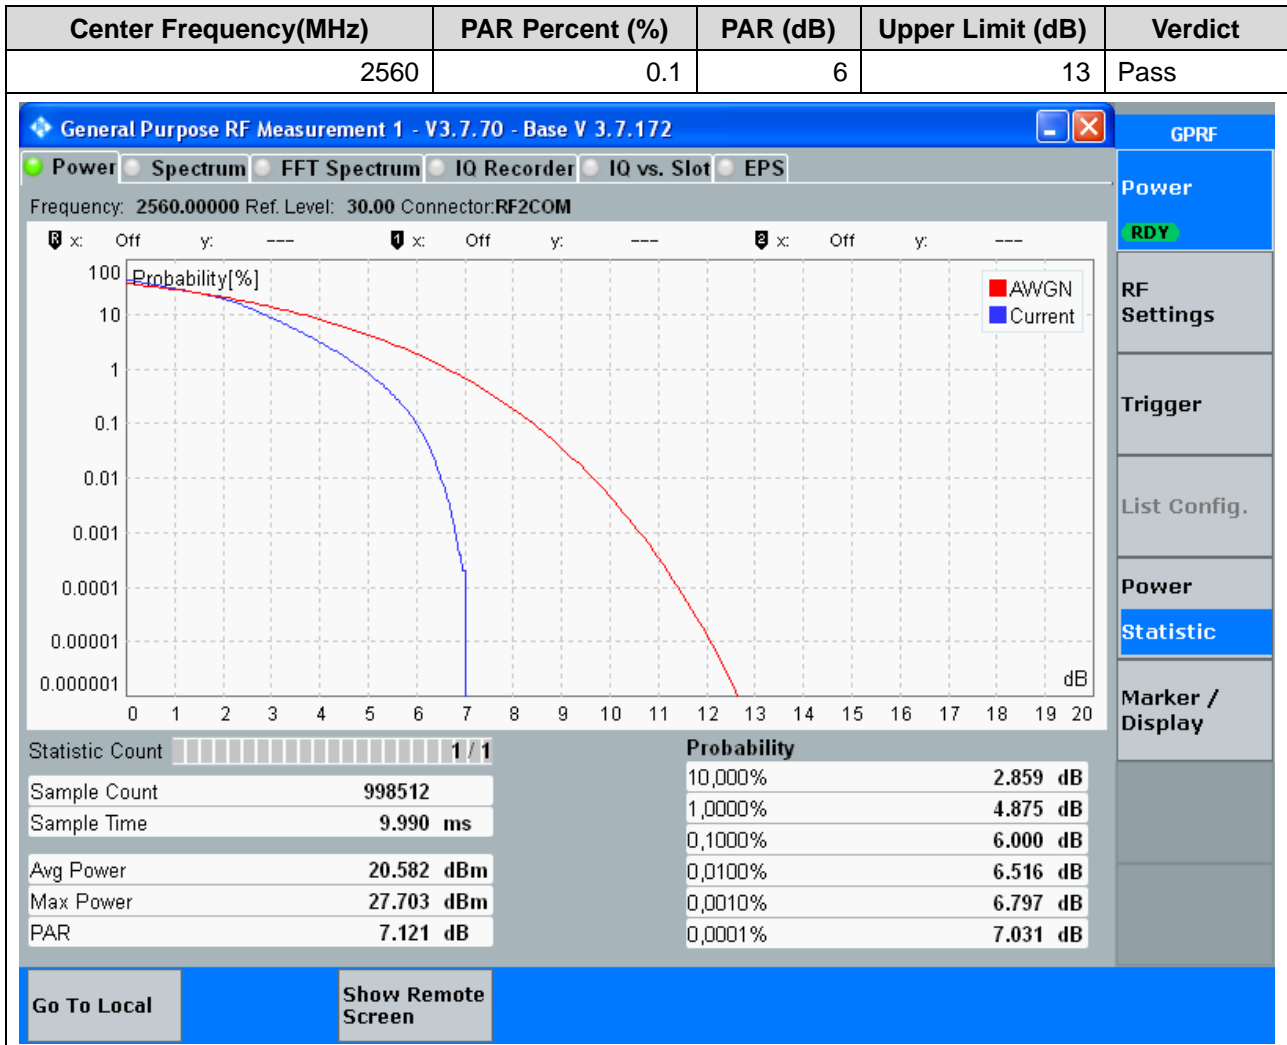 Center Frequency(MHz) PAR Percent (%) PAR (dB) Upper Limit (dB) Verdict
2560 0.1 6 13 Pass
General Purpose RF Measurement 1 - V3.7.70 - Base V 3.7.172
GPRF
Power Spectrum FFT Spectrum IQ Recorder IQ vs. Slot EPS
Frequency: 2560.00000 Ref. Level: 30.00 Connector:RF2COM
R x: Off y: --- 1 x: Off y: --- 2 x: Off y: ---
Probability[%]
100
10
1
0.1
0.01
0.001
0.0001
0.00001
0.000001
AWGN
Current
dB
0 1 2 3 4 5 6 7 8 9 10 11 12 13 14 15 16 17 18 19 20
Statistic Count 1 / 1
Sample Count 998512
Sample Time 9.990 ms
Avg Power 20.582 dBm
Max Power 27.703 dBm
PAR 7.121 dB
Probability
10,000% 2.859 dB
1,0000% 4.875 dB
0,1000% 6.000 dB
0,0100% 6.516 dB
0,0010% 6.797 dB
0,0001% 7.031 dB
Power
RDY
RF
Settings
Trigger
List Config.
Power
Statistic
Marker /
Display
Go To Local
Show Remote
Screen